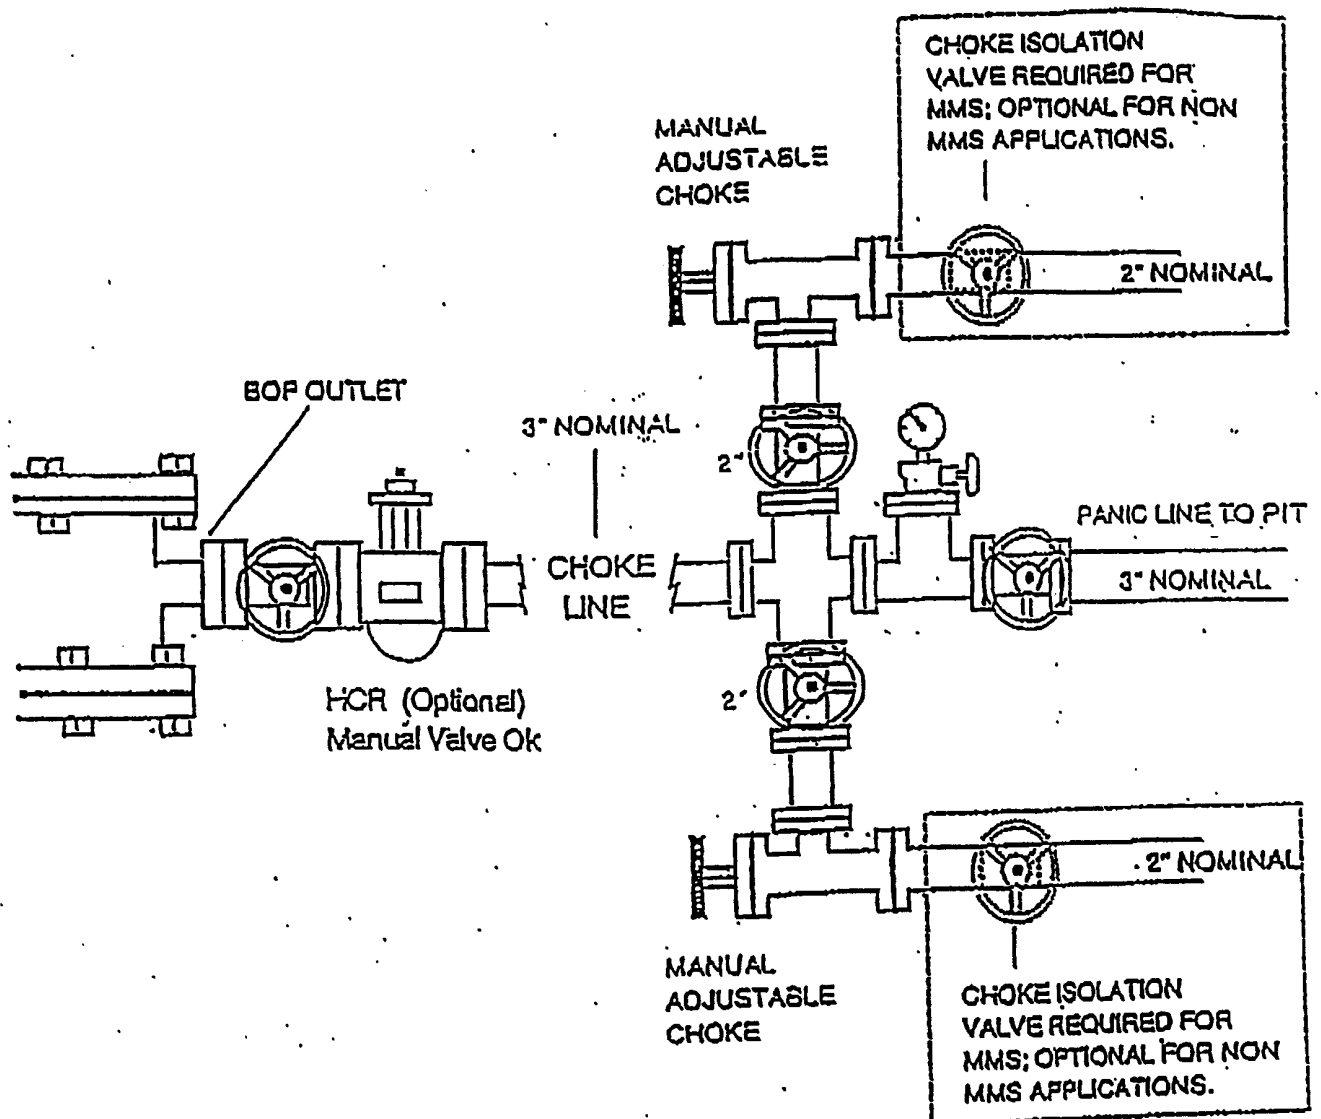 CHOKE ISOLATION
VALVE REQUIRED FOR
MMS; OPTIONAL FOR NON
MMS APPLICATIONS.
MANUAL
ADJUSTABLE
CHOKE
2" NOMINAL
BOP OUTLET
3" NOMINAL
2"
PANIC LINE TO PIT
CHOKE
LINE
3" NOMINAL
2"
HCR (Optional)
Manual Valve Ok
2" NOMINAL
MANUAL
ADJUSTABLE
CHOKE
CHOKE ISOLATION
VALVE REQUIRED FOR
MMS; OPTIONAL FOR NON
MMS APPLICATIONS.